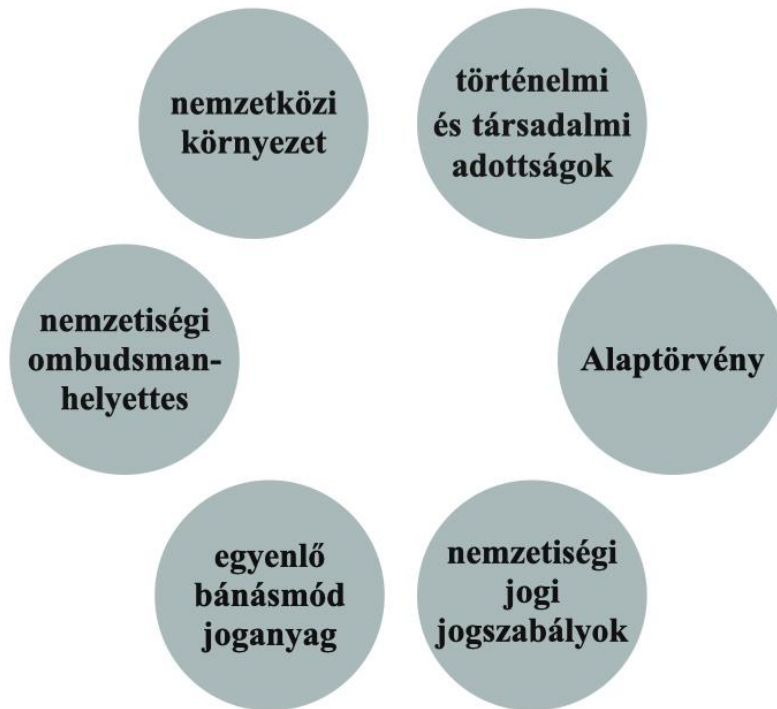 nemzetközi
környezet
történelmi
és társadalmi
adottságok
nemzetiségi
ombudsman-
helyettes
Alaptörvény
egyenlő
bánásmód
joganyag
nemzetiségi
jogi
jogszabályok